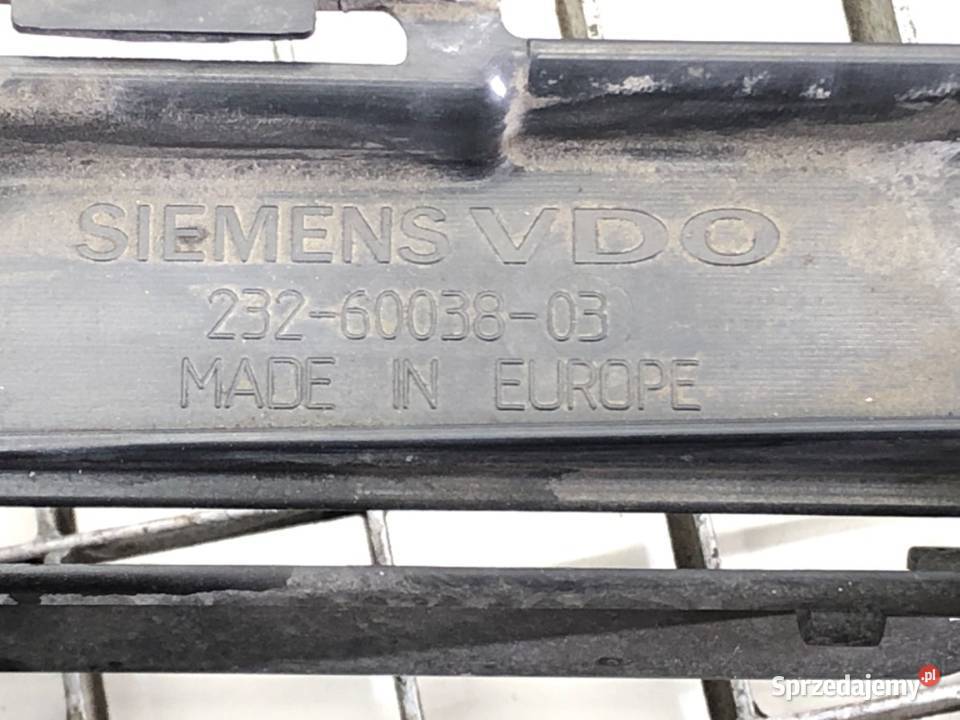 SIEMENS VDO
232-60038-03
MADE IN EUROPE
Sprzedajemy.pl